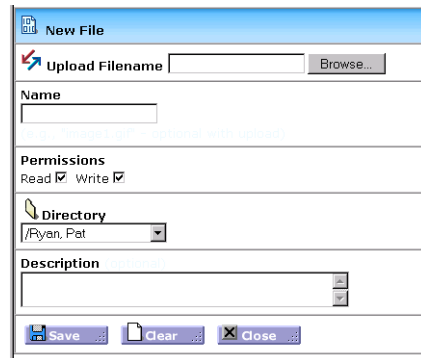 New File
Upload Filename Browse...
Name
(e.g., "image1.gif" - optional with upload)
Permissions
Read Write
Directory
/Ryan, Pat
Description (optional)
Save Clear Close